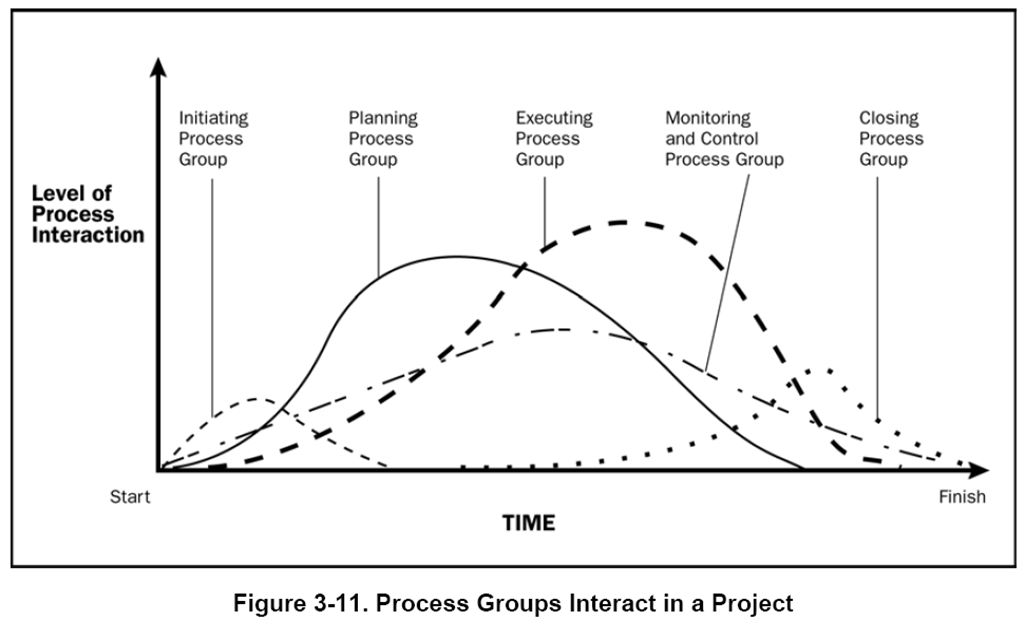 Initiating
Process
Group
Planning
Process
Group
Executing
Process
Group
Monitoring
and Control
Process Group
Closing
Process
Group
Level of
Process
Interaction
Start
Finish
TIME
Figure 3-11. Process Groups Interact in a Project